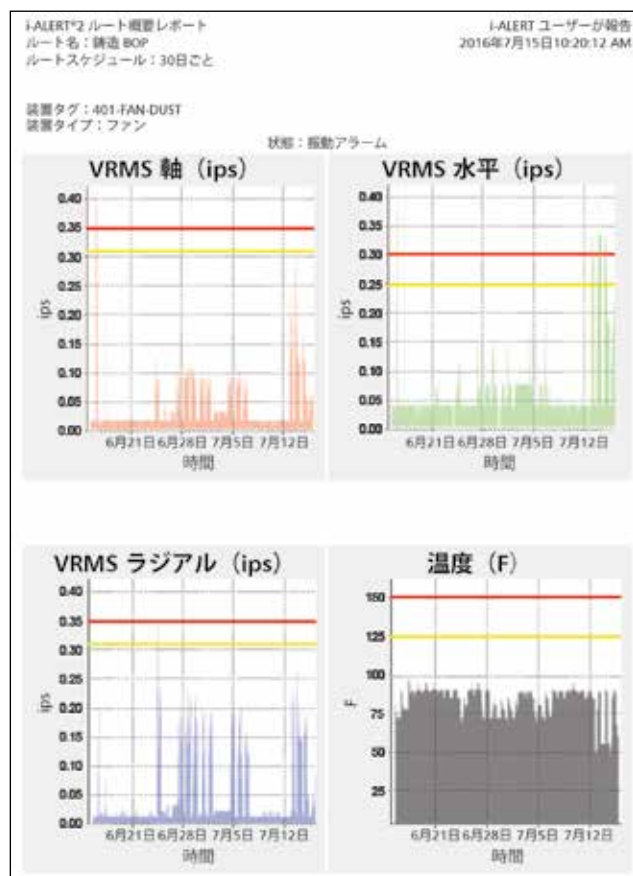 i-ALERT®2 ルート概要レポート
ルート名：鋳造 BOP
ルートスケジュール：30日ごと
i-ALERT ユーザーが報告
2016年7月15日10:20:12 AM
装置タグ：401-FAN-DUST
装置タイプ：ファン
状態：振動アラーム
VRMS 軸（ips）
0.40
0.35
0.30
0.25
0.20
0.15
0.10
0.05
0.00
ips
6月21日 6月28日 7月5日 7月12日
時間
VRMS 水平（ips）
0.40
0.35
0.30
0.25
0.20
0.15
0.10
0.05
0.00
ips
6月21日 6月28日 7月5日 7月12日
時間
VRMS ラジアル（ips）
0.40
0.35
0.30
0.25
0.20
0.15
0.10
0.05
0.00
ips
6月21日 6月28日 7月5日 7月12日
時間
温度（F）
150
125
100
75
50
25
F
6月21日 6月28日 7月5日 7月12日
時間